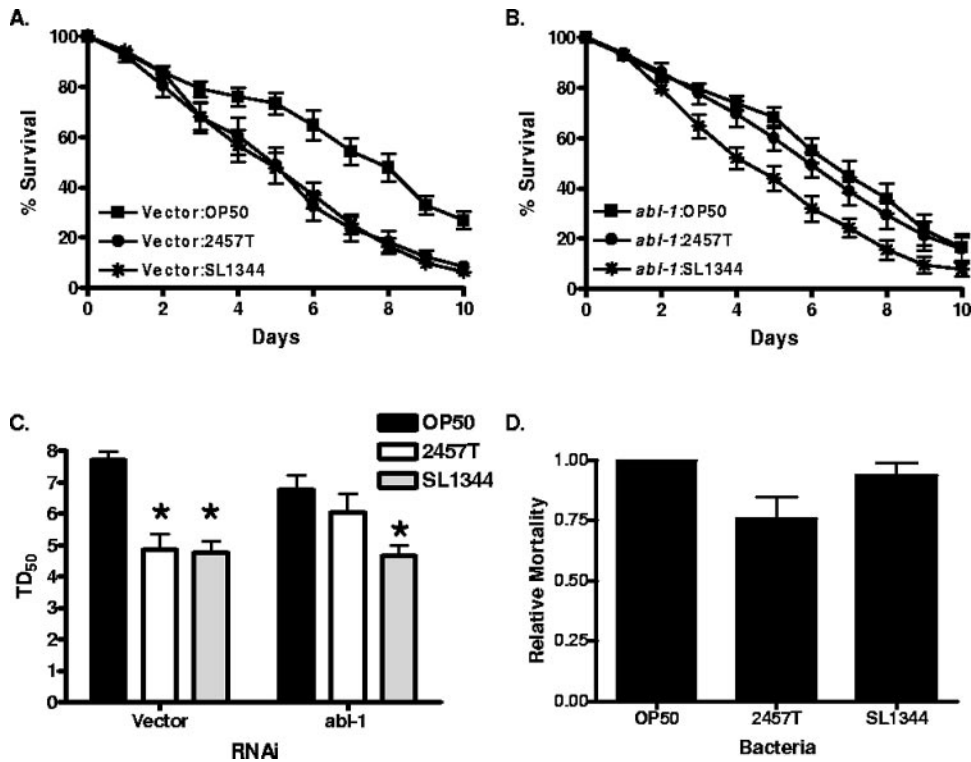 A.
% Survival
100
80
60
40
20
0
Vector:OP50
Vector:2457T
Vector:SL1344
0 2 4 6 8 10
Days
B.
% Survival
100
80
60
40
20
0
abl-1:OP50
abl-1:2457T
abl-1:SL1344
0 2 4 6 8 10
Days
C.
OP50
2457T
SL1344
TD50
8
7
6
5
4
3
2
1
0
* * *
Vector abl-1
RNAi
D.
Relative Mortality
1.00
0.75
0.50
0.25
0.00
OP50 2457T SL1344
Bacteria